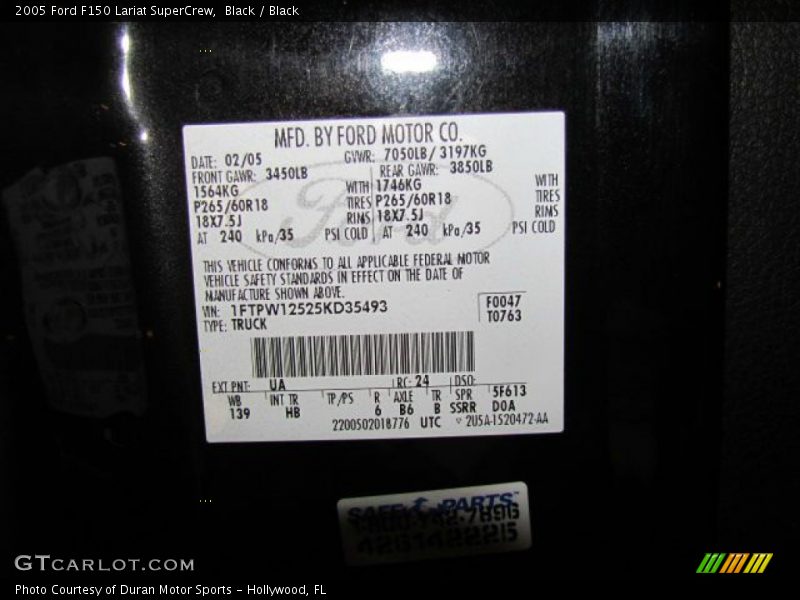 2005 Ford F150 Lariat SuperCrew, Black / Black
MFD. BY FORD MOTOR CO.
DATE: 02/05 GVWR: 7050LB / 3197KG
FRONT GAWR: 3450LB REAR GAWR: 3850LB
1564KG WITH 1746KG WITH
P265/60R18 TIRES P265/60R18 TIRES
18X7.5J RIMS 18X7.5J RIMS
AT 240 kPa/35 PSI COLD AT 240 kPa/35 PSI COLD
Ford
THIS VEHICLE CONFORMS TO ALL APPLICABLE FEDERAL MOTOR
VEHICLE SAFETY STANDARDS IN EFFECT ON THE DATE OF
MANUFACTURE SHOWN ABOVE.
VIN: 1FTPW12525KD35493 F0047
TYPE: TRUCK T0763
EXT PNT: UA RC: 24 DSO:
WB INT TR TP/PS R AXLE TR SPR 5F613
139 HB 6 B6 B SSRR DOA
2200502018776 UTC 2U5A-1520472-AA
SAFE PARTS
GTCARLOT.COM
Photo Courtesy of Duran Motor Sports - Hollywood, FL